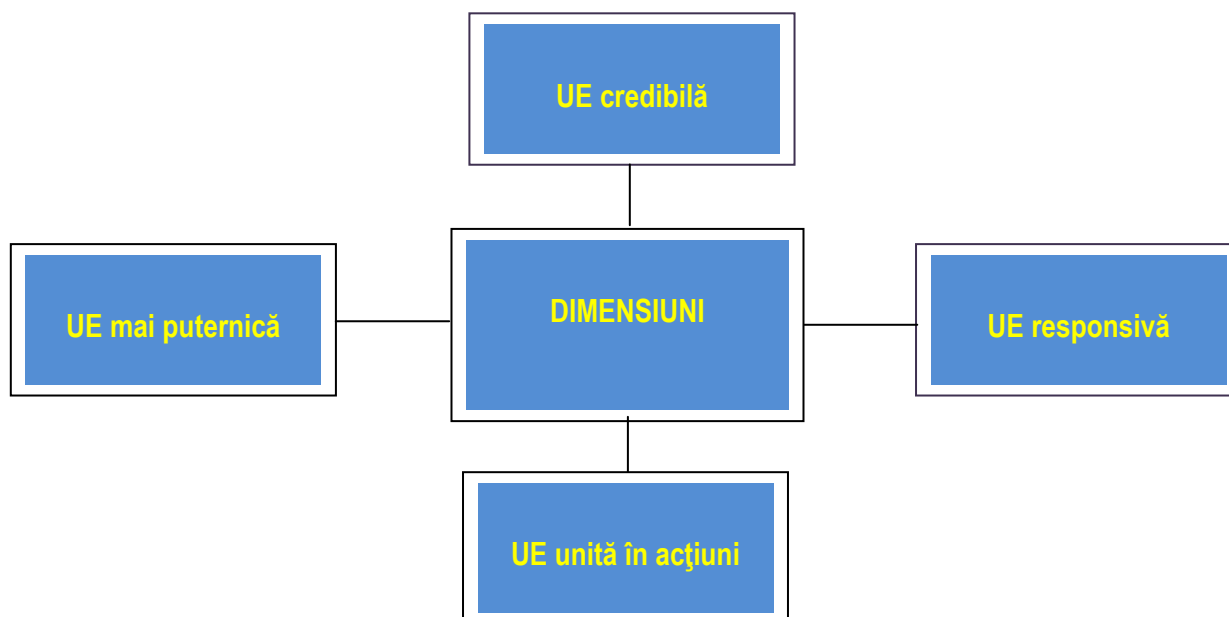 UE credibilă
UE mai puternică
DIMENSIUNI
UE responsivă
UE unită în acţiuni